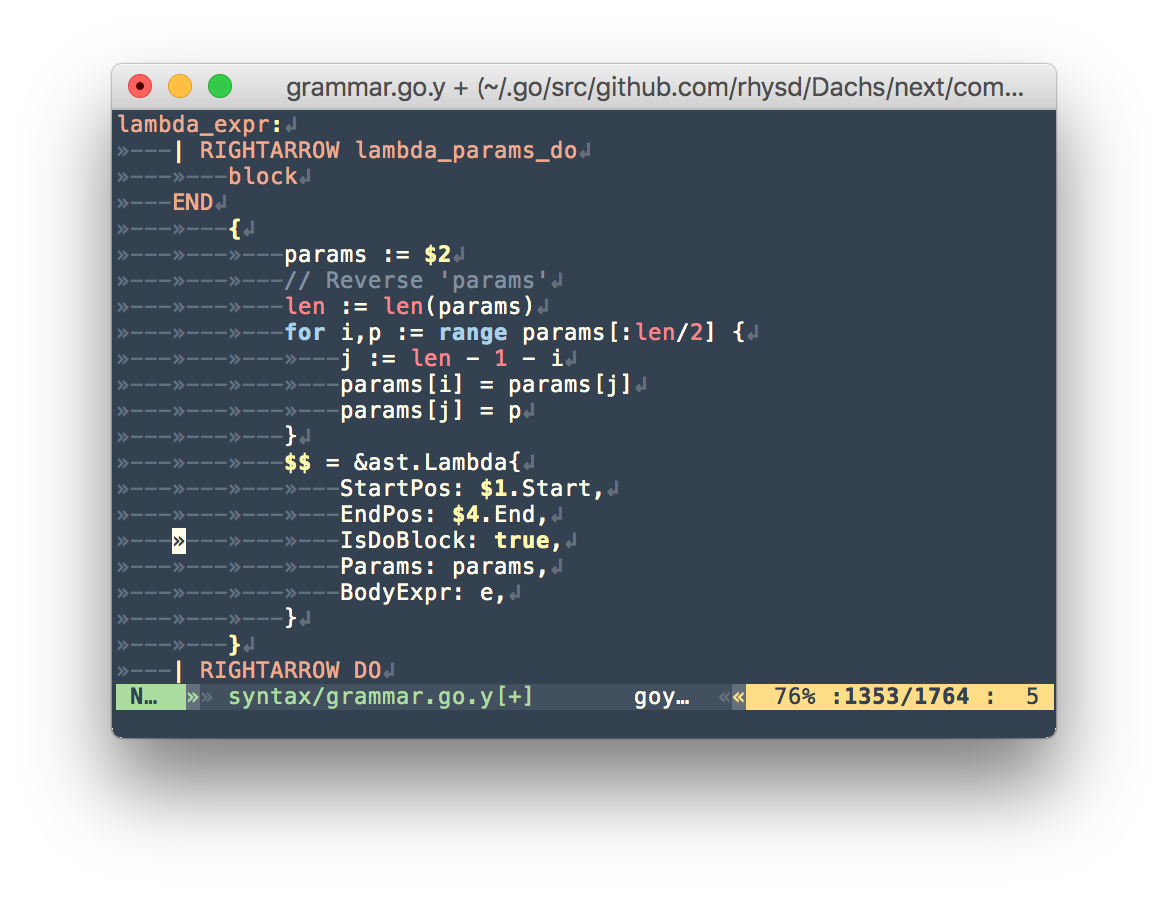 grammar.go.y + (~/.go/src/github.com/rhysd/Dachs/next/com…
lambda_expr:↲
»———| RIGHTARROW lambda_params_do↲
»———»———block↲
»———END↲
»———»———{↲
»———»———»———params := $2↲
»———»———»———// Reverse 'params'↲
»———»———»———len := len(params)↲
»———»———»———for i,p := range params[:len/2] {↲
»———»———»———»———j := len - 1 - i↲
»———»———»———»———params[i] = params[j]↲
»———»———»———»———params[j] = p↲
»———»———»———}↲
»———»———»———$$ = &ast.Lambda{↲
»———»———»———»———StartPos: $1.Start,↲
»———»———»———»———EndPos: $4.End,↲
»———»———»———»———IsDoBlock: true,↲
»———»———»———»———Params: params,↲
»———»———»———»———BodyExpr: e,↲
»———»———»———}↲
»———»———}↲
»———| RIGHTARROW DO↲
N… »» syntax/grammar.go.y[+] goy… «« 76% :1353/1764 : 5